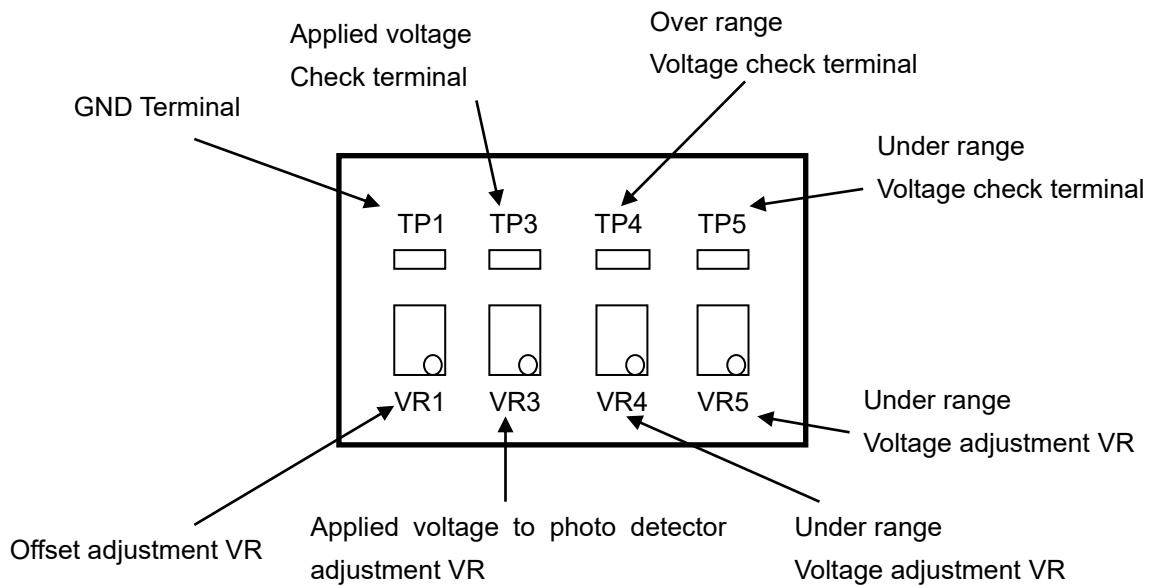 Over range
Applied voltage
Voltage check terminal
Check terminal
GND Terminal
Under range
Voltage check terminal
TP1 TP3 TP4 TP5
VR1 VR3 VR4 VR5
Under range
Voltage adjustment VR
Offset adjustment VR
Applied voltage to photo detector
adjustment VR
Under range
Voltage adjustment VR